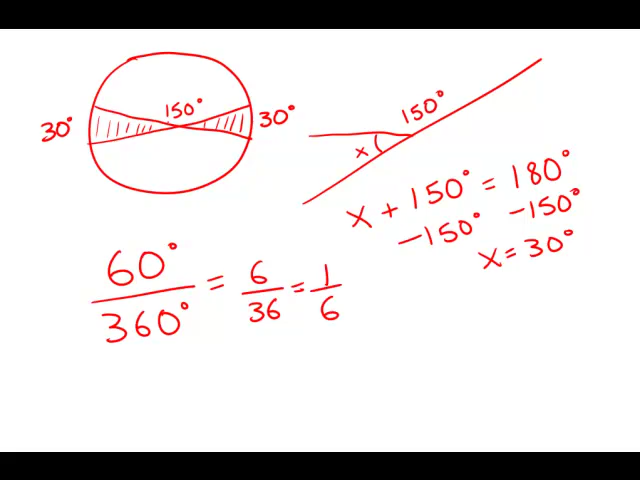 150°
30°
30°
150°
x
x + 150° = 180°
-150° -150°
x = 30°
60°/360° = 6/36 = 1/6